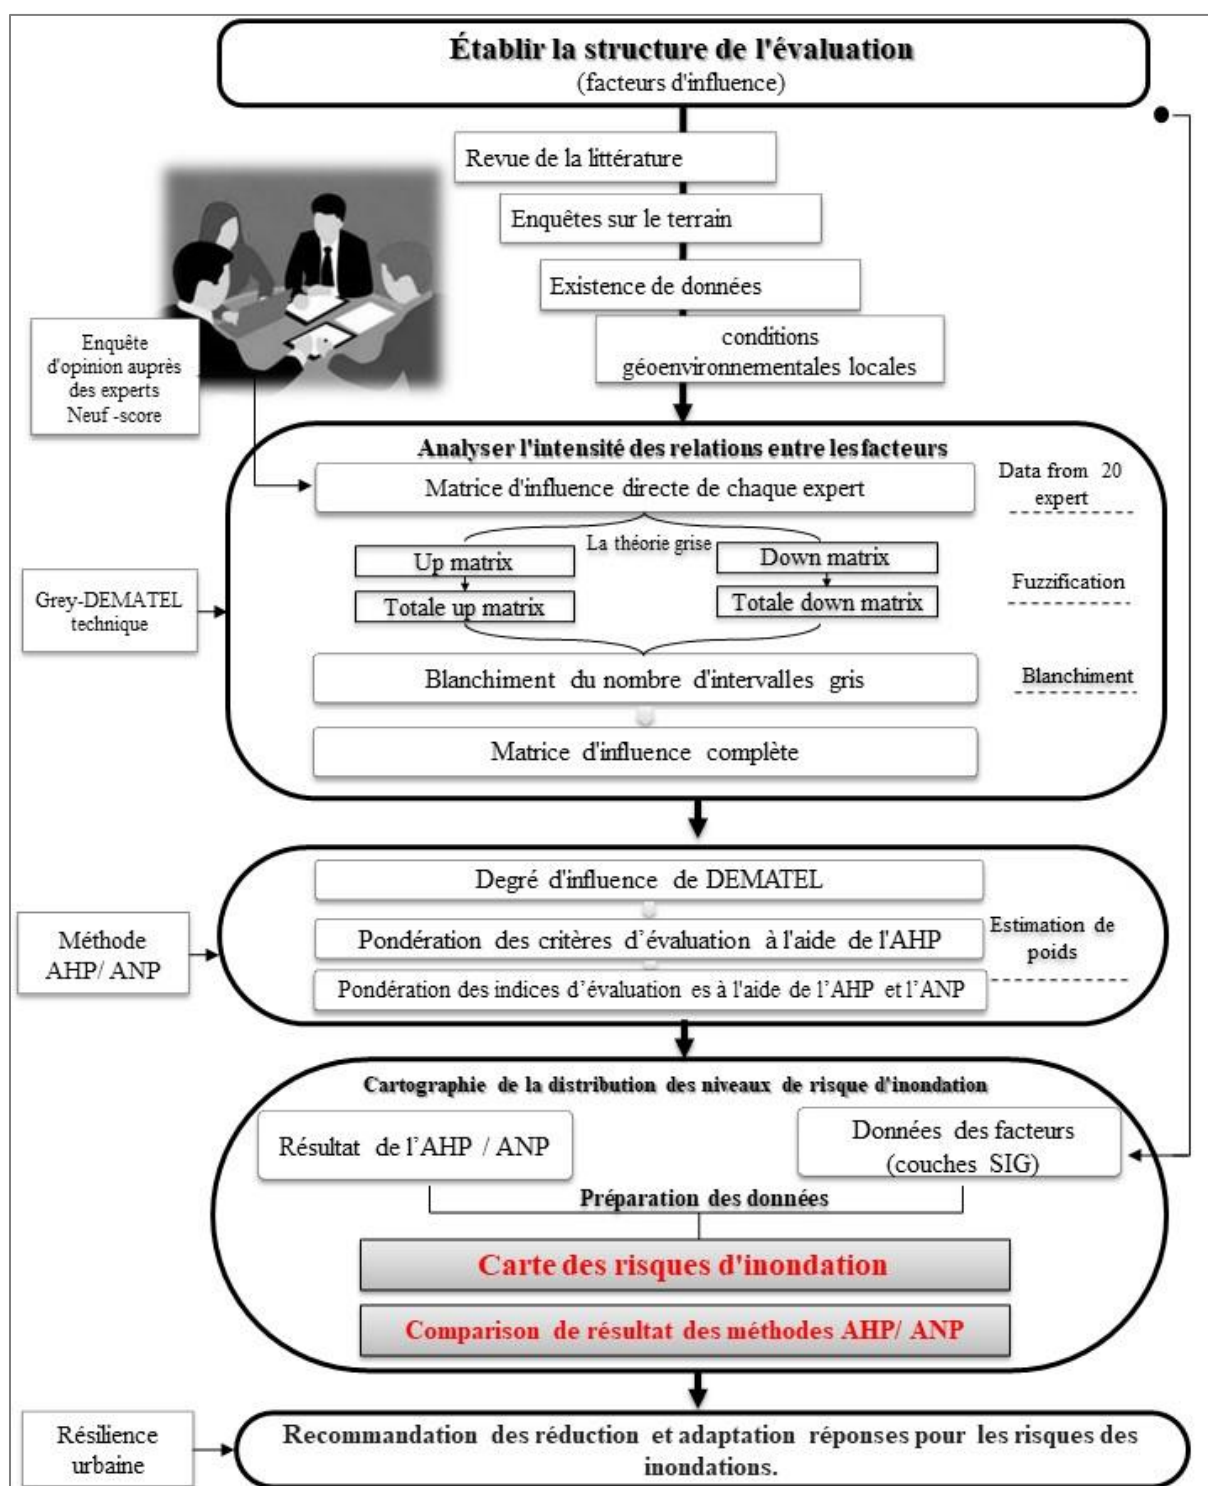 Établir la structure de l'évaluation
(facteurs d'influence)
Revue de la littérature
Enquêtes sur le terrain
Existence de données
conditions
géoenvironnementales locales
Enquête
d'opinion auprès
des experts
Neuf -score
Analyser l'intensité des relations entre les facteurs
Matrice d'influence directe de chaque expert
Data from 20
expert
La théorie grise
Up matrix
Down matrix
Fuzzification
Totale up matrix
Totale down matrix
Grey-DEMATEL
technique
Blanchiment du nombre d'intervalles gris
Blanchiment
Matrice d'influence complète
Degré d'influence de DEMATEL
Méthode
AHP/ ANP
Pondération des critères d’évaluation à l'aide de l'AHP
Estimation de
poids
Pondération des indices d’évaluation es à l'aide de l’AHP et l’ANP
Cartographie de la distribution des niveaux de risque d'inondation
Résultat de l’AHP / ANP
Données des facteurs
(couches SIG)
Préparation des données
Carte des risques d'inondation
Comparison de résultat des méthodes AHP/ ANP
Résilience
urbaine
Recommandation des réduction et adaptation réponses pour les risques des
inondations.